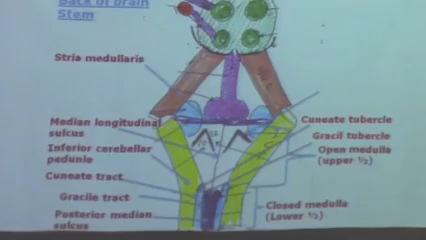 Back of brain
Stem
Stria medullaris
Median longitudinal
sulcus
Inferior cerebellar
pedunle
Cuneate tract
Gracile tract
Posterior median
sulcus
Cuneate tubercle
Gracil tubercle
Open medulla
(upper ½)
Closed medulla
(Lower ½)